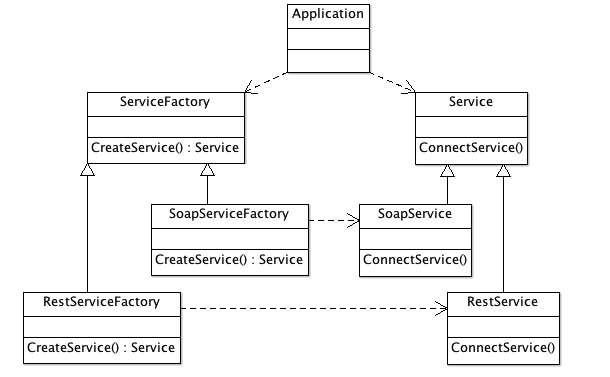 Application
ServiceFactory
CreateService() : Service
Service
ConnectService()
SoapServiceFactory
CreateService() : Service
SoapService
ConnectService()
RestServiceFactory
CreateService() : Service
RestService
ConnectService()